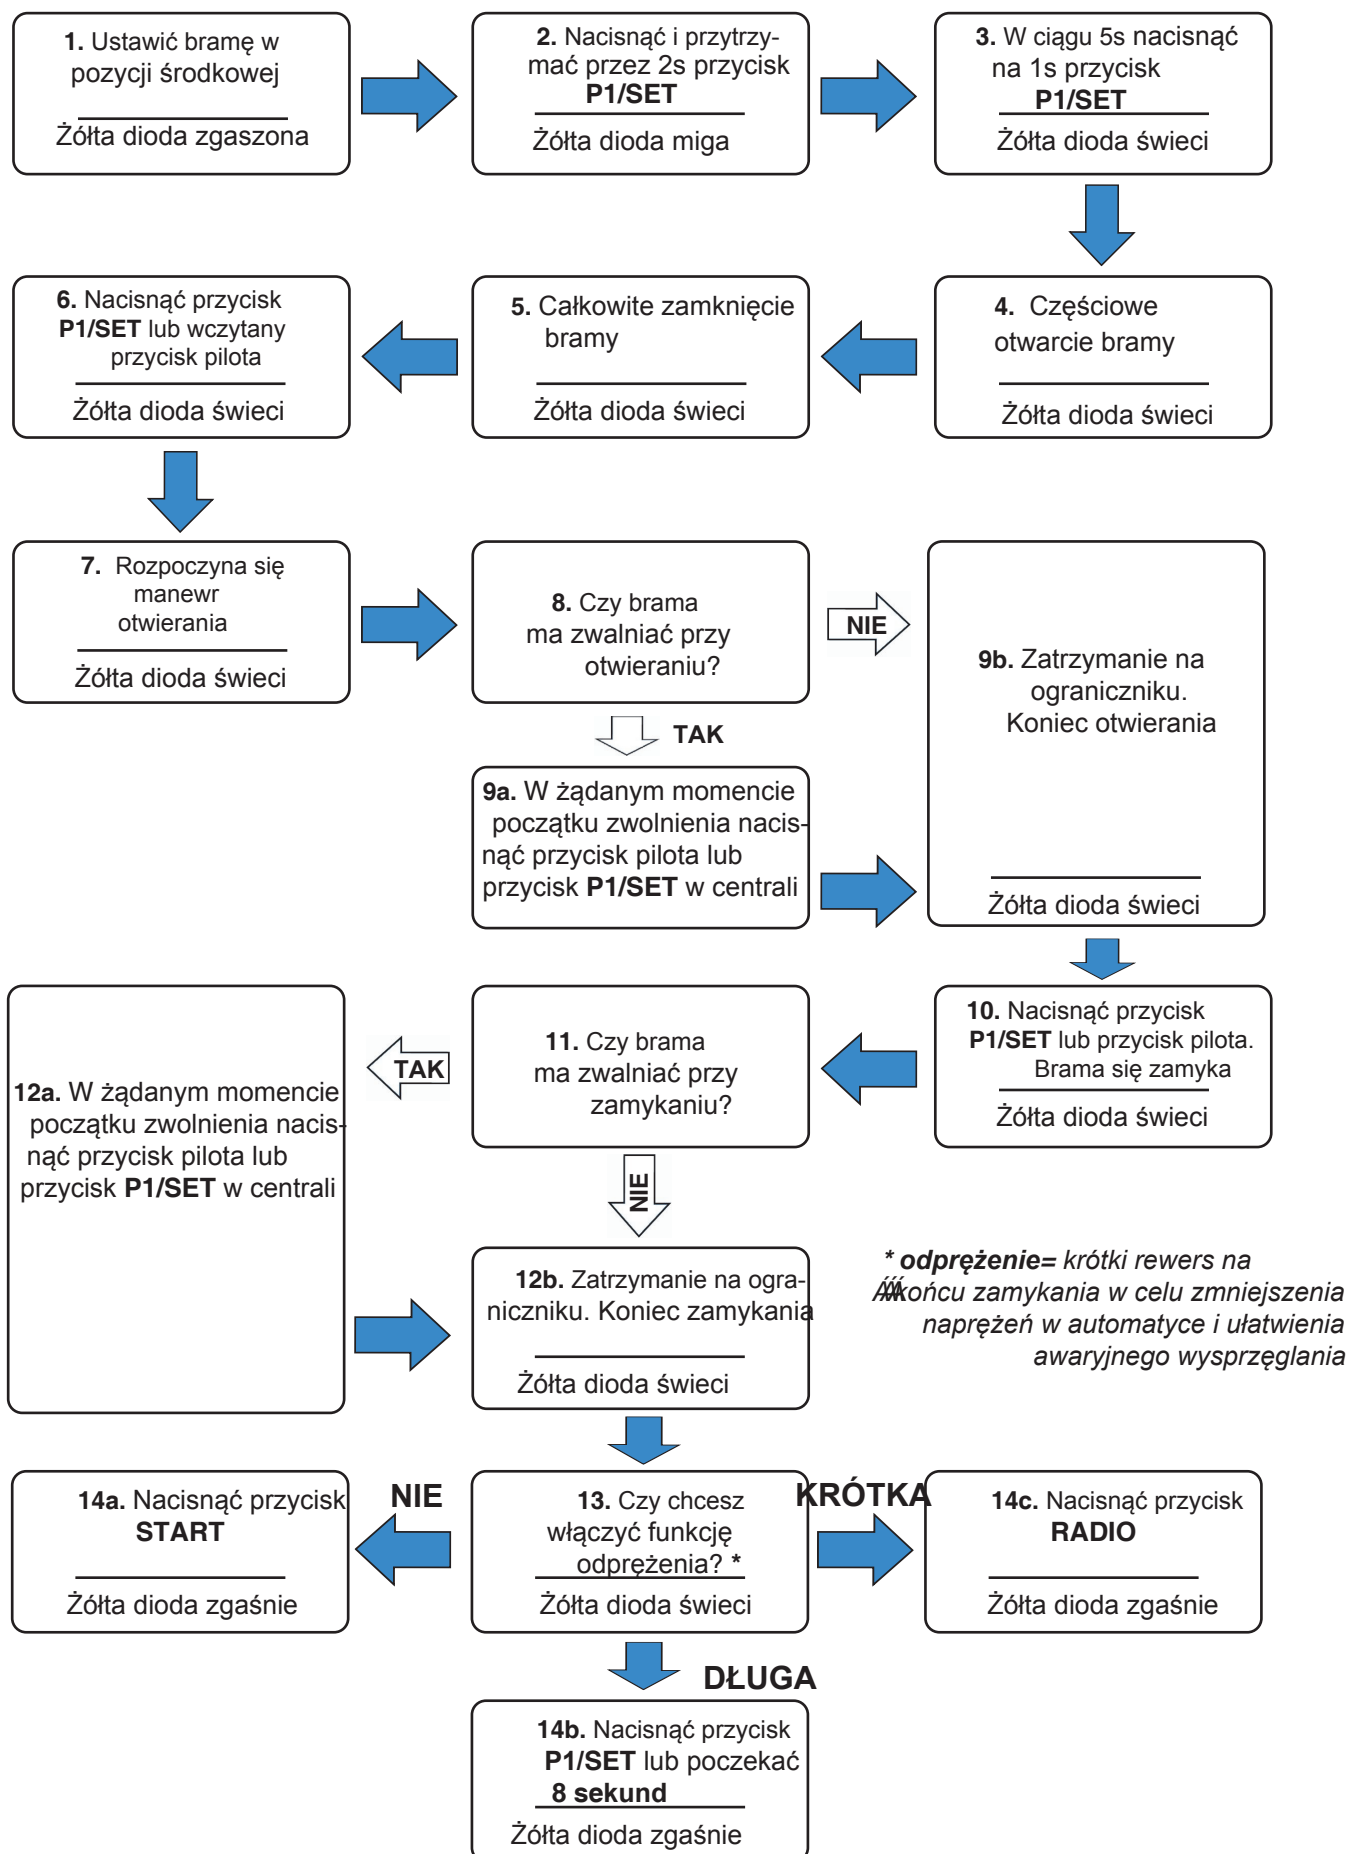 1. Ustawić bramę w
pozycji środkowej
Żółta dioda zgaszona
2. Nacisnąć i przytrzy-
mać przez 2s przycisk
P1/SET
Żółta dioda miga
3. W ciągu 5s nacisnąć
na 1s przycisk
P1/SET
Żółta dioda świeci
4. Częściowe
otwarcie bramy
Żółta dioda świeci
5. Całkowite zamknięcie
bramy
Żółta dioda świeci
6. Nacisnąć przycisk
P1/SET lub wczytany
przycisk pilota
Żółta dioda świeci
7. Rozpoczyna się
manewr
otwierania
Żółta dioda świeci
8. Czy brama
ma zwalniać przy
otwieraniu?
NIE
TAK
9a. W żądanym momencie
początku zwolnienia nacis-
nąć przycisk pilota lub
przycisk P1/SET w centrali
9b. Zatrzymanie na
ograniczniku.
Koniec otwierania
Żółta dioda świeci
10. Nacisnąć przycisk
P1/SET lub przycisk pilota.
Brama się zamyka
Żółta dioda świeci
11. Czy brama
ma zwalniać przy
zamykaniu?
TAK
NIE
12a. W żądanym momencie
początku zwolnienia nacis-
nąć przycisk pilota lub
przycisk P1/SET w centrali
12b. Zatrzymanie na ogra-
niczniku. Koniec zamykania
Żółta dioda świeci
* odprężenie= krótki rewers na
końcu zamykania w celu zmniejszenia
naprężeń w automatyce i ułatwienia
awaryjnego wysprzęglania
13. Czy chcesz
włączyć funkcję
odprężenia? *
Żółta dioda świeci
NIE
KRÓTKA
DŁUGA
14a. Nacisnąć przycisk
START
Żółta dioda zgaśnie
14c. Nacisnąć przycisk
RADIO
Żółta dioda zgaśnie
14b. Nacisnąć przycisk
P1/SET lub poczekać
8 sekund
Żółta dioda zgaśnie